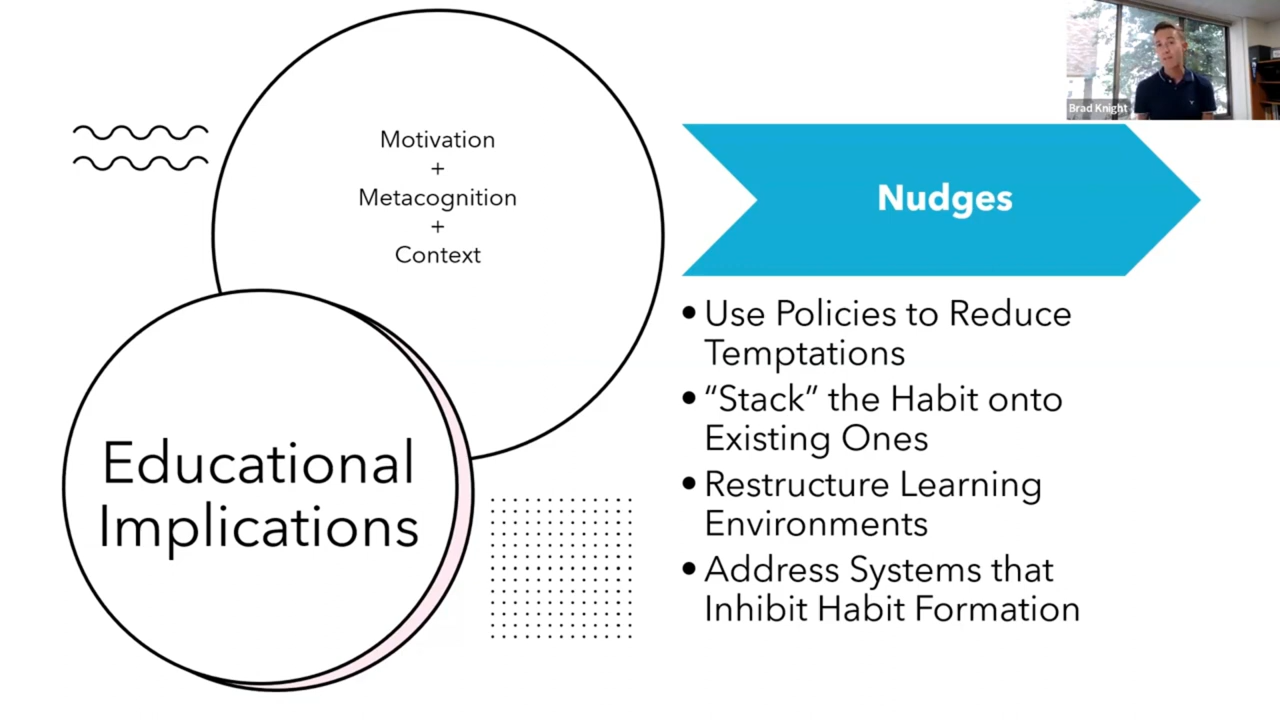 Brad Knight
Motivation
+
Metacognition
+
Context
Educational
Implications
Nudges
•Use Policies to Reduce
Temptations
•“Stack” the Habit onto
Existing Ones
•Restructure Learning
Environments
•Address Systems that
Inhibit Habit Formation